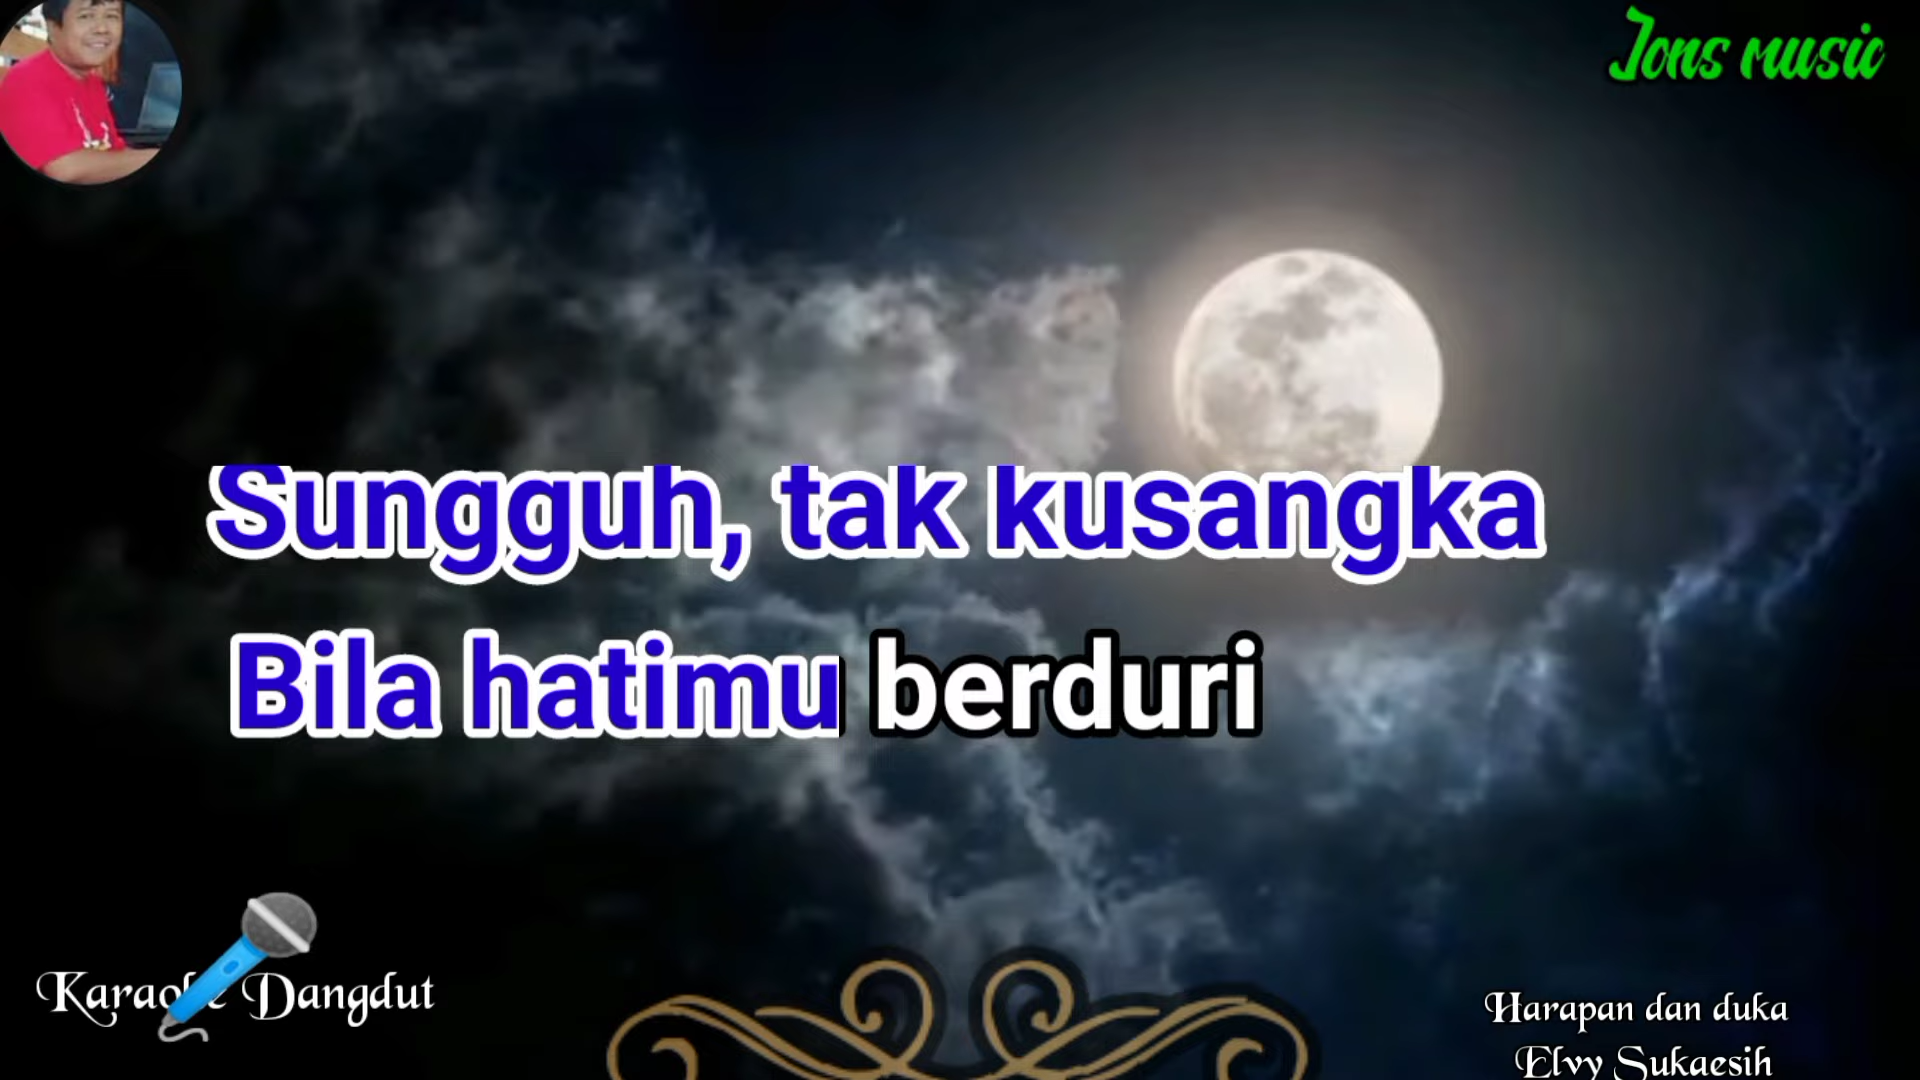 Jons music
Sungguh, tak kusangka
Bila hatimu berduri
Karaoke Dangdut
Harapan dan duka
Elvy Sukaesih